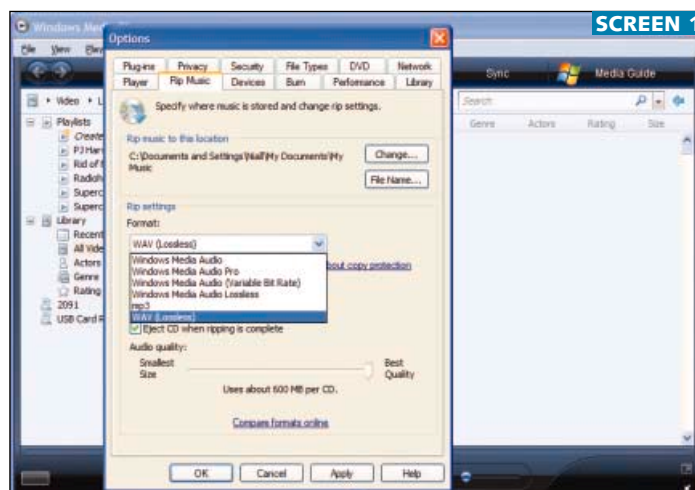 SCREEN 1
Windows Med
Options
File View Play
Plug-ins Privacy Security File Types DVD Network
Player Rip Music Devices Burn Performance Library
Sync Media Guide
Video
Search
Specify where music is stored and change rip settings.
Genre Actors Rating Size
Playlists
Create
PJ Har
Rid of
Radioh
Superc
Superc
Rip music to this location
C:\Documents and Settings\Niall\My Documents\My Music
Change...
File Name...
Library
Recent
All Vide
Actors
Genre
Rating
2091
USB Card R
Rip settings
Format:
WAV (Lossless)
Windows Media Audio
Windows Media Audio Pro
Windows Media Audio (Variable Bit Rate)
Windows Media Audio Lossless
mp3
WAV (Lossless)
about copy protection
Eject CD when ripping is complete
Audio quality:
Smallest Size
Best Quality
Uses about 600 MB per CD.
Compare formats online
OK Cancel Apply Help